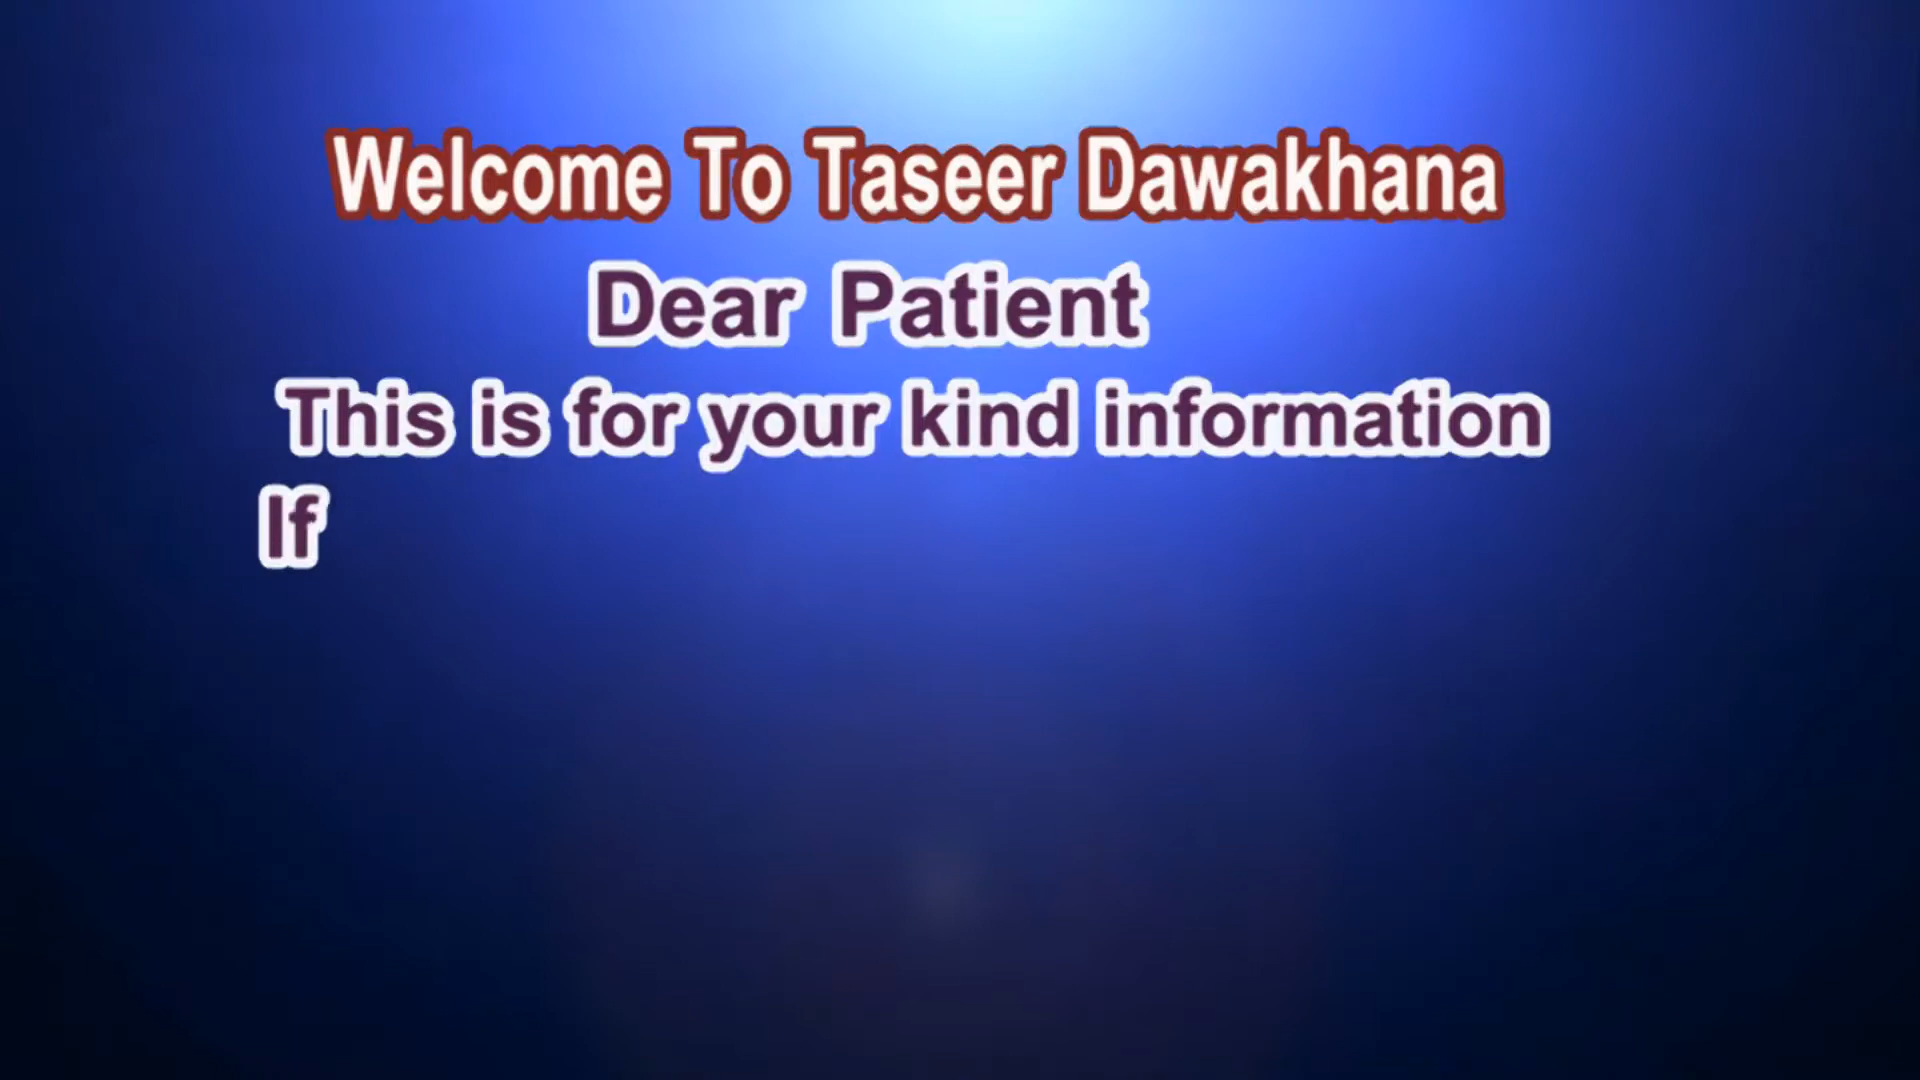 Welcome To Taseer Dawakhana
Dear Patient
This is for your kind information
If